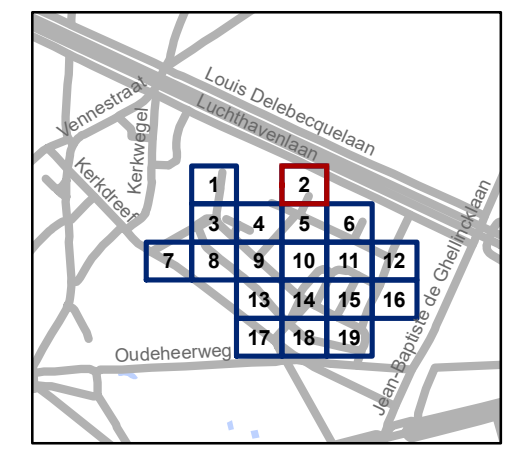 Louis Delebecquelaan
Luchthavenlaan
Vennestraat
Kerkwegel
Kerkdreef
1 2
3 4 5 6
7 8 9 10 11 12
13 14 15 16
17 18 19
Oudeheerweg
Jean-Baptiste de Ghellincklaan